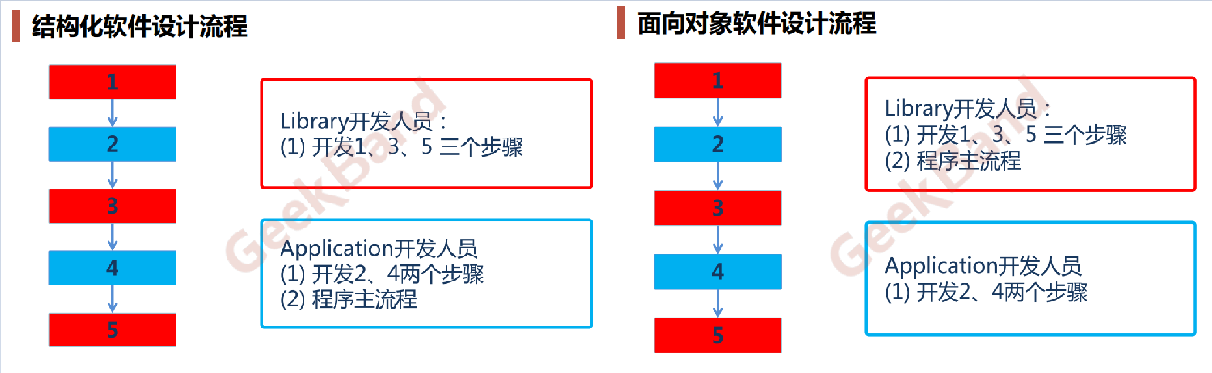 结构化软件设计流程
1
2
3
4
5
Library开发人员：
(1) 开发1、3、5 三个步骤
Application开发人员
(1) 开发2、4两个步骤
(2) 程序主流程
GeekBand
面向对象软件设计流程
1
2
3
4
5
Library开发人员：
(1) 开发1、3、5 三个步骤
(2) 程序主流程
Application开发人员
(1) 开发2、4两个步骤
GeekBand